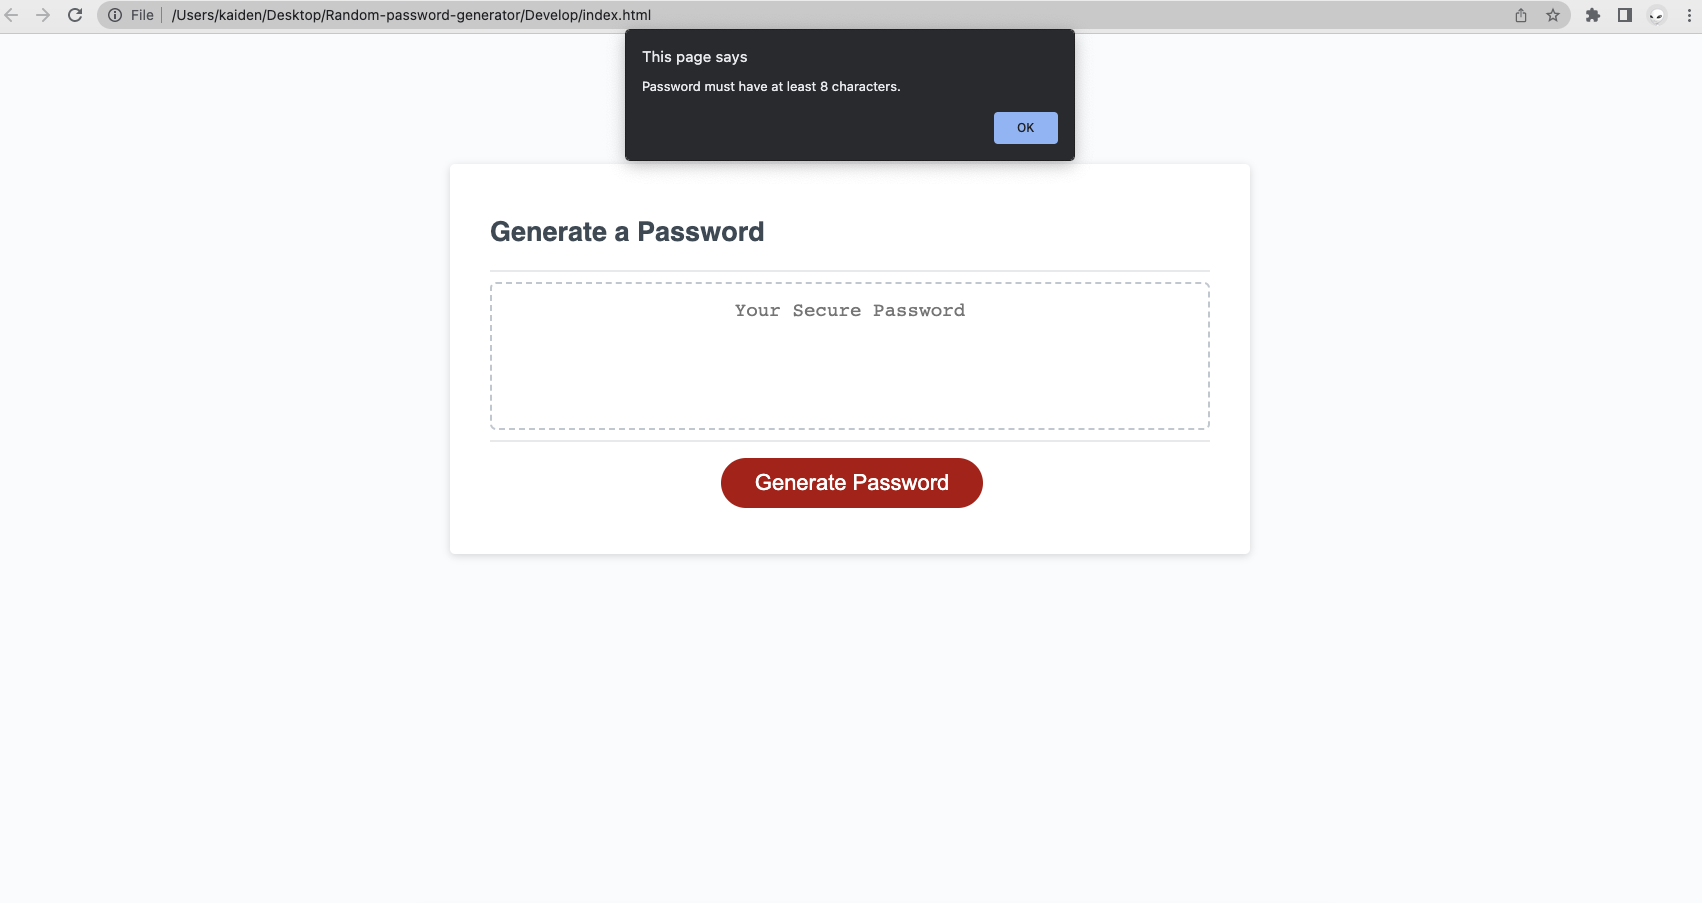 File /Users/kaiden/Desktop/Random-password-generator/Develop/index.html
This page says
Password must have at least 8 characters.
OK
Generate a Password
Your Secure Password
Generate Password